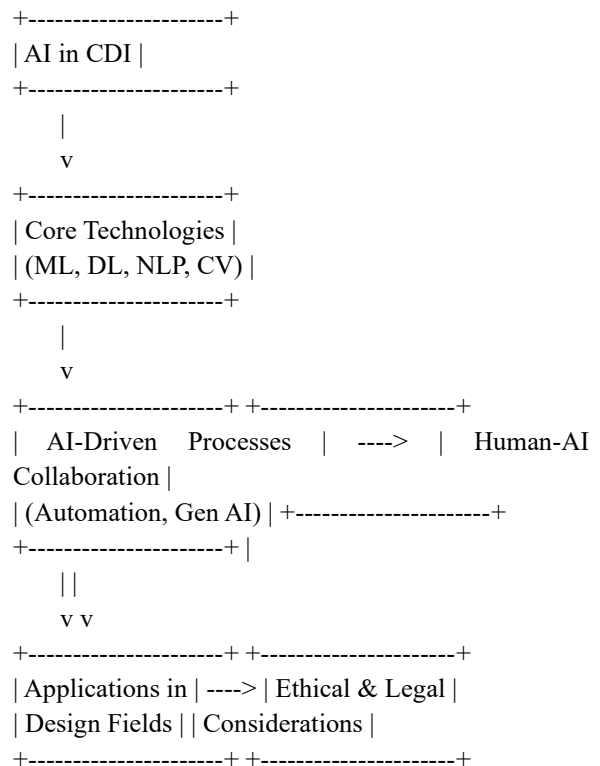 +----------------------+
| AI in CDI |
+----------------------+
|
v
+----------------------+
| Core Technologies |
| (ML, DL, NLP, CV) |
+----------------------+
|
v
+----------------------+ +----------------------+
| AI-Driven Processes | ----> | Human-AI
Collaboration |
| (Automation, Gen AI) | +----------------------+
+----------------------+ |
| |
v v
+----------------------+ +----------------------+
| Applications in | ----> | Ethical & Legal |
| Design Fields | | Considerations |
+----------------------+ +----------------------+